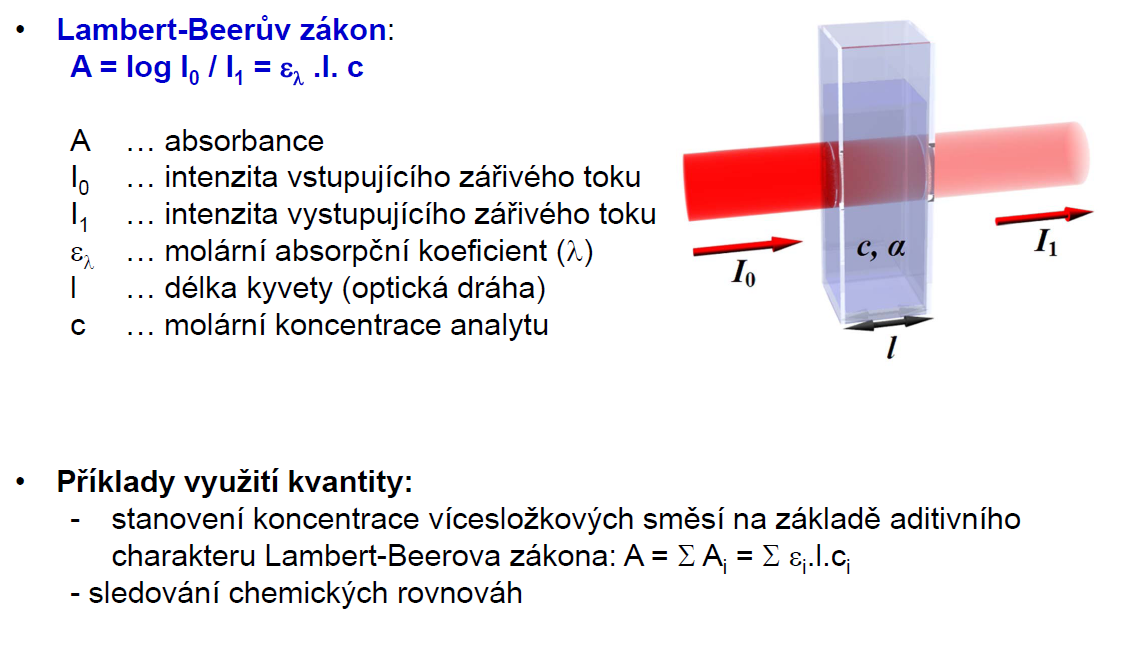 • Lambert-Beerův zákon:
A = log I₀ / I₁ = ελ .l. c
A … absorbance
I₀ … intenzita vstupujícího zářivého toku
I₁ … intenzita vystupujícího zářivého toku
ελ … molární absorpční koeficient (λ)
l … délka kyvety (optická dráha)
c … molární koncentrace analytu
I₀
c, α
I₁
l
• Příklady využití kvantity:
- stanovení koncentrace vícesložkových směsí na základě aditivního
charakteru Lambert-Beerova zákona: A = Σ Aᵢ = Σ εᵢ.l.cᵢ
- sledování chemických rovnováh